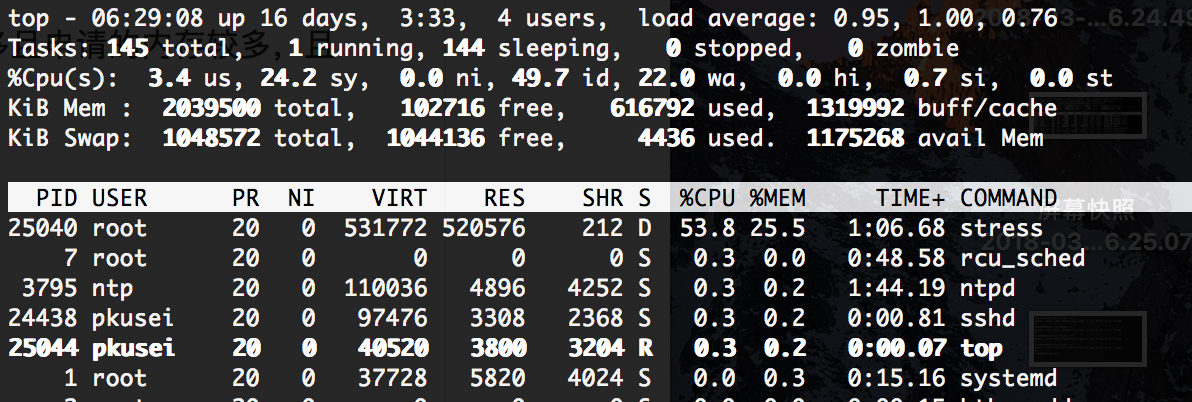 top - 06:29:08 up 16 days,  3:33,  4 users,  load average: 0.95, 1.00, 0.76
Tasks: 145 total,   1 running, 144 sleeping,   0 stopped,   0 zombie
%Cpu(s):  3.4 us, 24.2 sy,  0.0 ni, 49.7 id, 22.0 wa,  0.0 hi,  0.7 si,  0.0 st
KiB Mem :  2039500 total,   102716 free,   616792 used,  1319992 buff/cache
KiB Swap:  1048572 total,  1044136 free,     4436 used.  1175268 avail Mem
PID USER      PR  NI    VIRT    RES    SHR S  %CPU %MEM     TIME+ COMMAND
25040 root      20   0  531772 520576    212 D  53.8 25.5   1:06.68 stress
7 root      20   0       0      0      0 S   0.3  0.0   0:48.58 rcu_sched
3795 ntp       20   0  110036   4896   4252 S   0.3  0.2   1:44.19 ntpd
24438 pkusei    20   0   97476   3308   2368 S   0.3  0.2   0:00.81 sshd
25044 pkusei    20   0   40520   3800   3204 R   0.3  0.2   0:00.07 top
1 root      20   0   37728   5820   4024 S   0.0  0.3   0:15.16 systemd
屏幕快照
2018-03...6.25.07